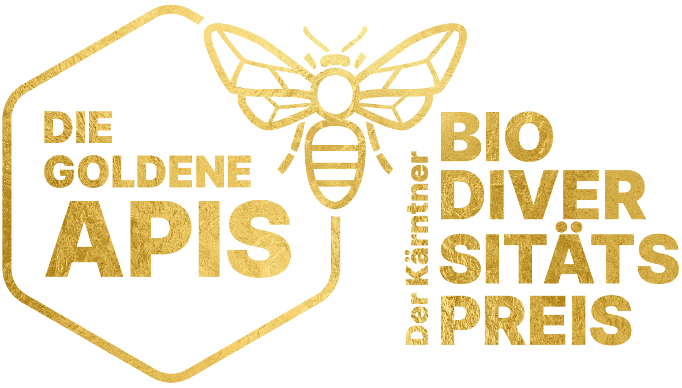 DIE
GOLDENE
APIS
Der Kärntner
BIO
DIVER
SITÄTS
PREIS